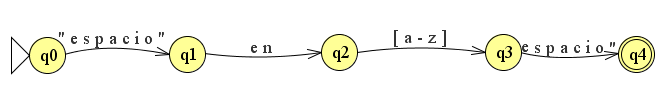 "espacio" en [a-z] espacio"
q0 q1 q2 q3 q4